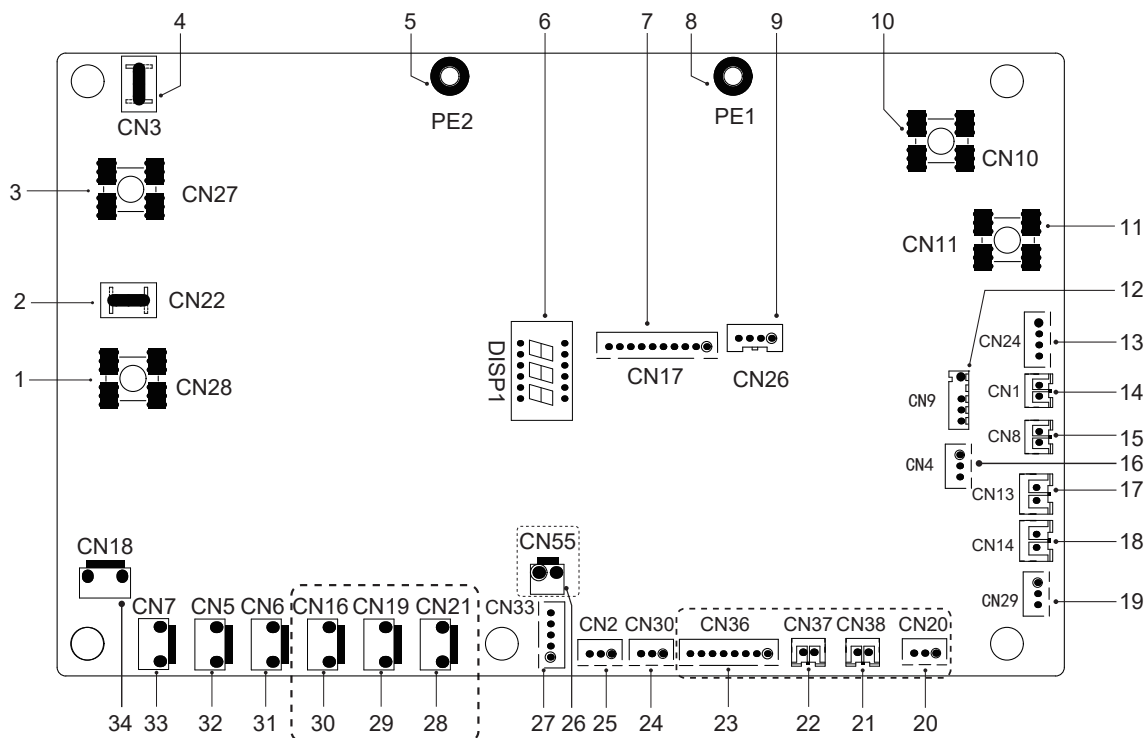 4 5 6 7 8 9 10
CN3 PE2 PE1
CN10
3 CN27
CN11 11
2 CN22
12
DISP1
CN17 CN26
CN24 13
1 CN28
CN9 CN1 14
CN8 15
CN4 16
CN13 17
CN14 18
CN18 CN55
CN29 19
CN7 CN5 CN6 CN16 CN19 CN21 CN33 CN2 CN30 CN36 CN37 CN38 CN20
34 33 32 31 30 29 28 27 26 25 24 23 22 21 20